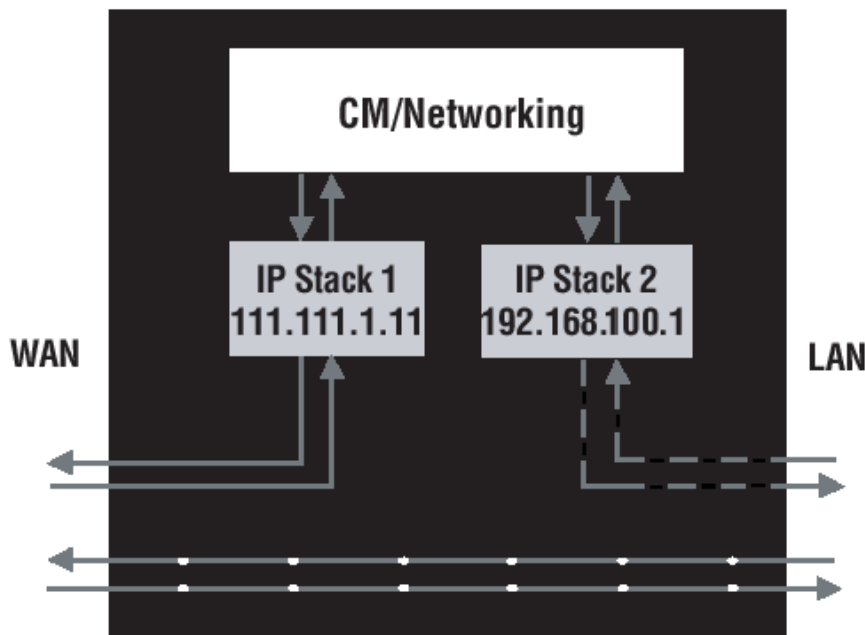 CM/Networking
IP Stack 1
111.111.1.11
IP Stack 2
192.168.100.1
WAN
LAN